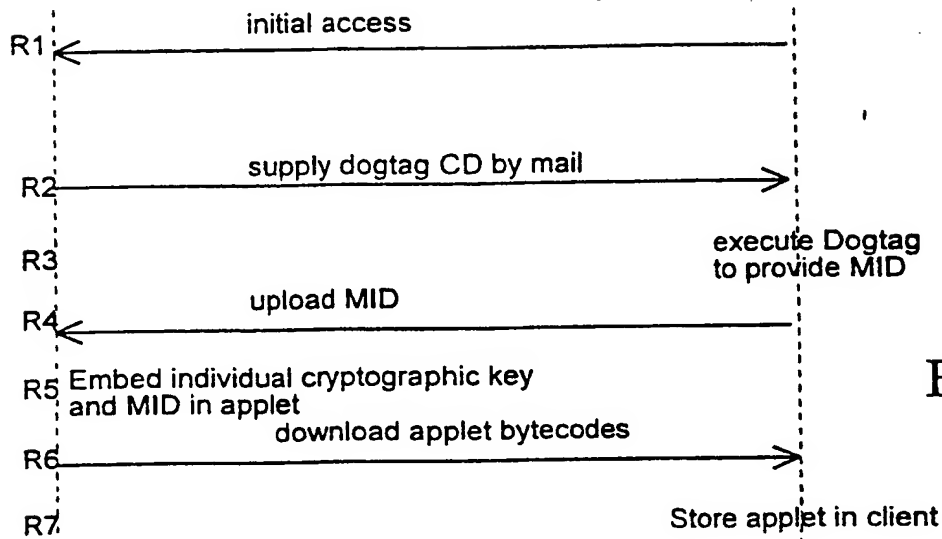 initial access
R1
supply dogtag CD by mail
R2
execute Dogtag
to provide MID
R3
upload MID
R4
R5 Embed individual cryptographic key
and MID in applet
F
download applet bytecodes
R6
R7 Store applet in client